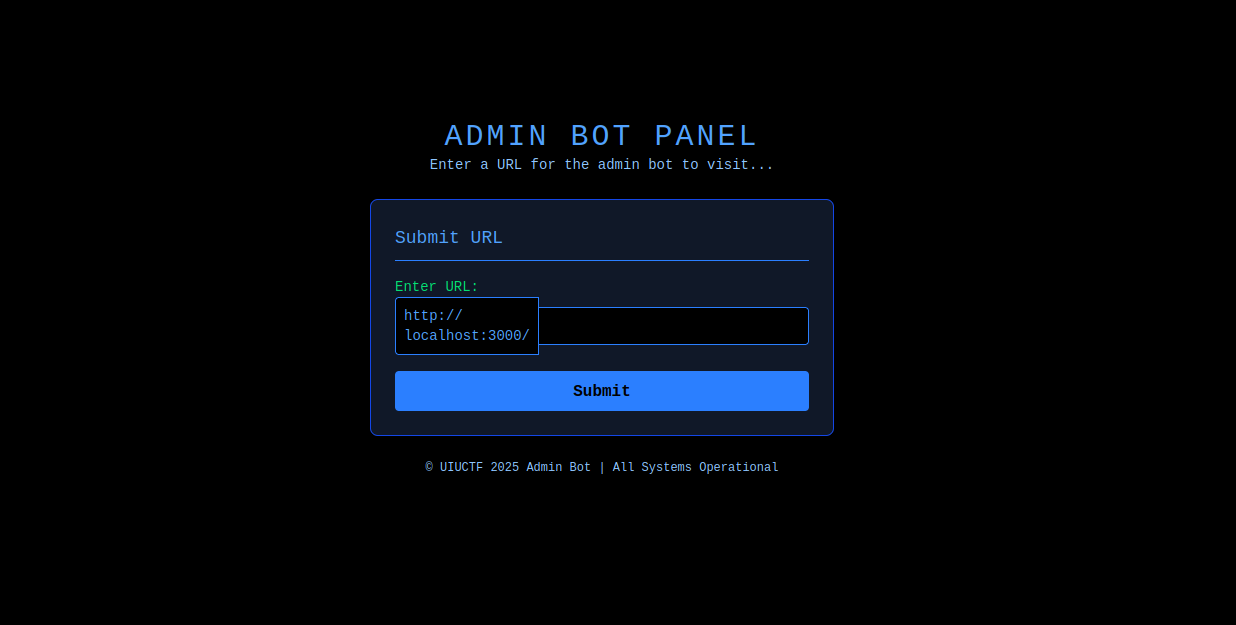 ADMIN BOT PANEL
Enter a URL for the admin bot to visit...
Submit URL
Enter URL:
http://
localhost:3000/
Submit
© UIUCTF 2025 Admin Bot | All Systems Operational